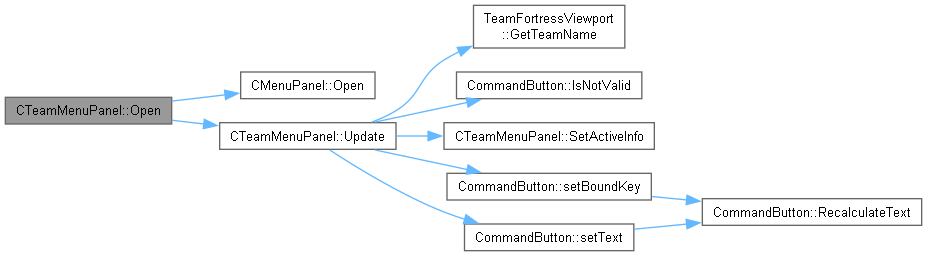 CTeamMenuPanel::Open
CMenuPanel::Open
CTeamMenuPanel::Update
TeamFortressViewport
::GetTeamName
CommandButton::IsNotValid
CTeamMenuPanel::SetActiveInfo
CommandButton::setBoundKey
CommandButton::setText
CommandButton::RecalculateText